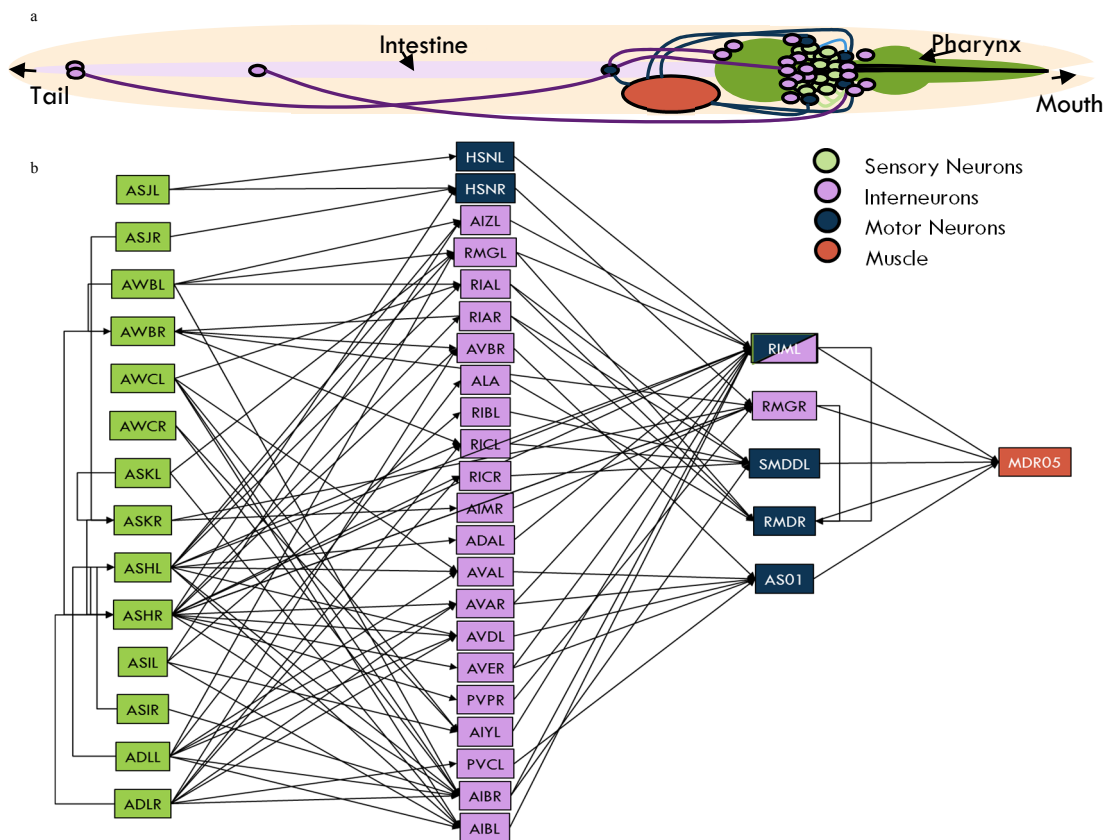 a
Intestine
Pharynx
Tail
Mouth
b
Sensory Neurons
Interneurons
Motor Neurons
Muscle
ASJL
ASJR
AWBL
AWBR
AWCL
AWCR
ASKL
ASKR
ASHL
ASHR
ASIL
ASIR
ADLL
ADLR
HSNL
HSNR
AIZL
RMGL
RIAL
RIAR
AVBR
ALA
RIBL
RICL
RICR
AIMR
ADAL
AVAL
AVAR
AVDL
AVER
PVPR
AIYL
PVCL
AIBR
AIBL
RIML
RMGR
SMDDL
RMDR
AS01
MDR05